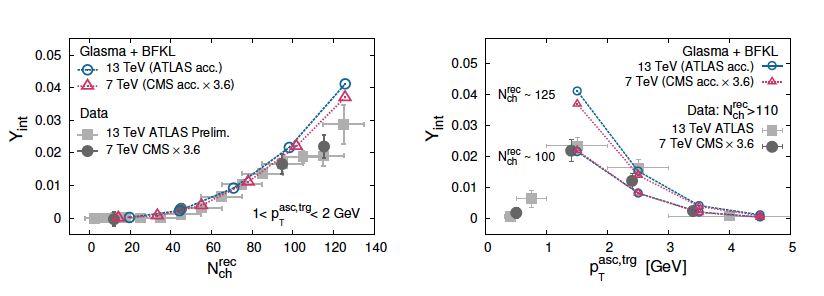 Glasma + BFKL
13 TeV (ATLAS acc.)
7 TeV (CMS acc. × 3.6)
Data
13 TeV ATLAS Prelim.
7 TeV CMS × 3.6
1< p_T^asc,trg < 2 GeV
Y_int
0.05
0.04
0.03
0.02
0.01
0
0 20 40 60 80 100 120 140
N_ch^rec
Glasma + BFKL
13 TeV (ATLAS acc.)
7 TeV (CMS acc. × 3.6)
Data: N_ch^rec>110
13 TeV ATLAS
7 TeV CMS × 3.6
N_ch^rec ~ 125
N_ch^rec ~ 100
Y_int
0.05
0.04
0.03
0.02
0.01
0
0 1 2 3 4 5
p_T^asc,trg [GeV]